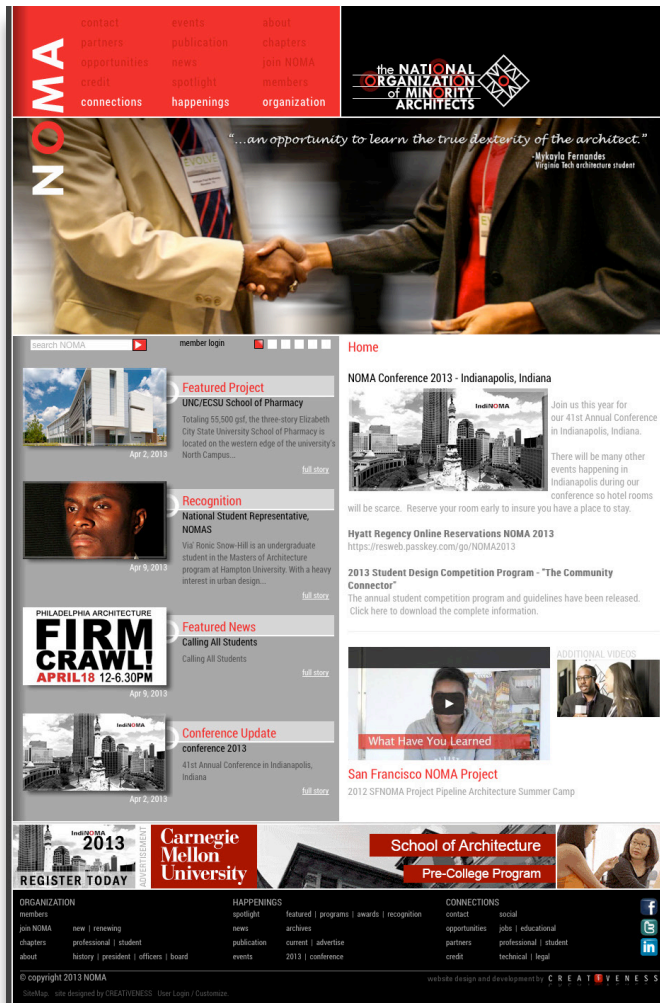 contact events about
partners publication chapters
opportunities news join NOMA
credit spotlight members
connections happenings organization
NOMA
the NATIONAL
ORGANIZATION
of MINORITY
ARCHITECTS
"...an opportunity to learn the true dexterity of the architect."
-Mykayla Fernandes
Virginia Tech architecture student
EVOLVE
search NOMA
member login
Featured Project
UNC/ECSU School of Pharmacy
Totaling 55,500 gsf, the three-story Elizabeth
City State University School of Pharmacy is
located on the western edge of the university's
North Campus...
Apr 2, 2013
full story
Recognition
National Student Representative,
NOMAS
Via' Ronic Snow-Hill is an undergraduate
student in the Masters of Architecture
program at Hampton University. With a heavy
interest in urban design...
Apr 9, 2013
full story
PHILADELPHIA ARCHITECTURE
FIRM
CRAWL!
APRIL18 12-6.30PM
Featured News
Calling All Students
Calling All Students
full story
Apr 9, 2013
IndiNOMA
Conference Update
conference 2013
41st Annual Conference in Indianapolis,
Indiana
full story
Apr 2, 2013
Home
NOMA Conference 2013 - Indianapolis, Indiana
IndiNOMA
Join us this year for
our 41st Annual Conference
in Indianapolis, Indiana.
There will be many other
events happening in
Indianapolis during our
conference so hotel rooms
will be scarce. Reserve your room early to insure you have a place to stay.
Hyatt Regency Online Reservations NOMA 2013
https://resweb.passkey.com/go/NOMA2013
2013 Student Design Competition Program - "The Community
Connector"
The annual student competition program and guidelines have been released.
Click here to download the complete information.
What Have You Learned
ADDITIONAL VIDEOS
San Francisco NOMA Project
2012 SFNOMA Project Pipeline Architecture Summer Camp
IndiNOMA
2013
REGISTER TODAY
ADVERTISEMENT
Carnegie
Mellon
University
School of Architecture
Pre-College Program
ORGANIZATION
members
join NOMA new | renewing
chapters professional | student
about history | president | officers | board
HAPPENINGS
spotlight featured | programs | awards | recognition
news archives
publication current | advertise
events 2013 | conference
CONNECTIONS
contact social
opportunities jobs | educational
partners professional | student
credit technical | legal
© copyright 2013 NOMA
website design and development by CREATIVENESS
SiteMap. site designed by CREATIVENESS User Login / Customize.